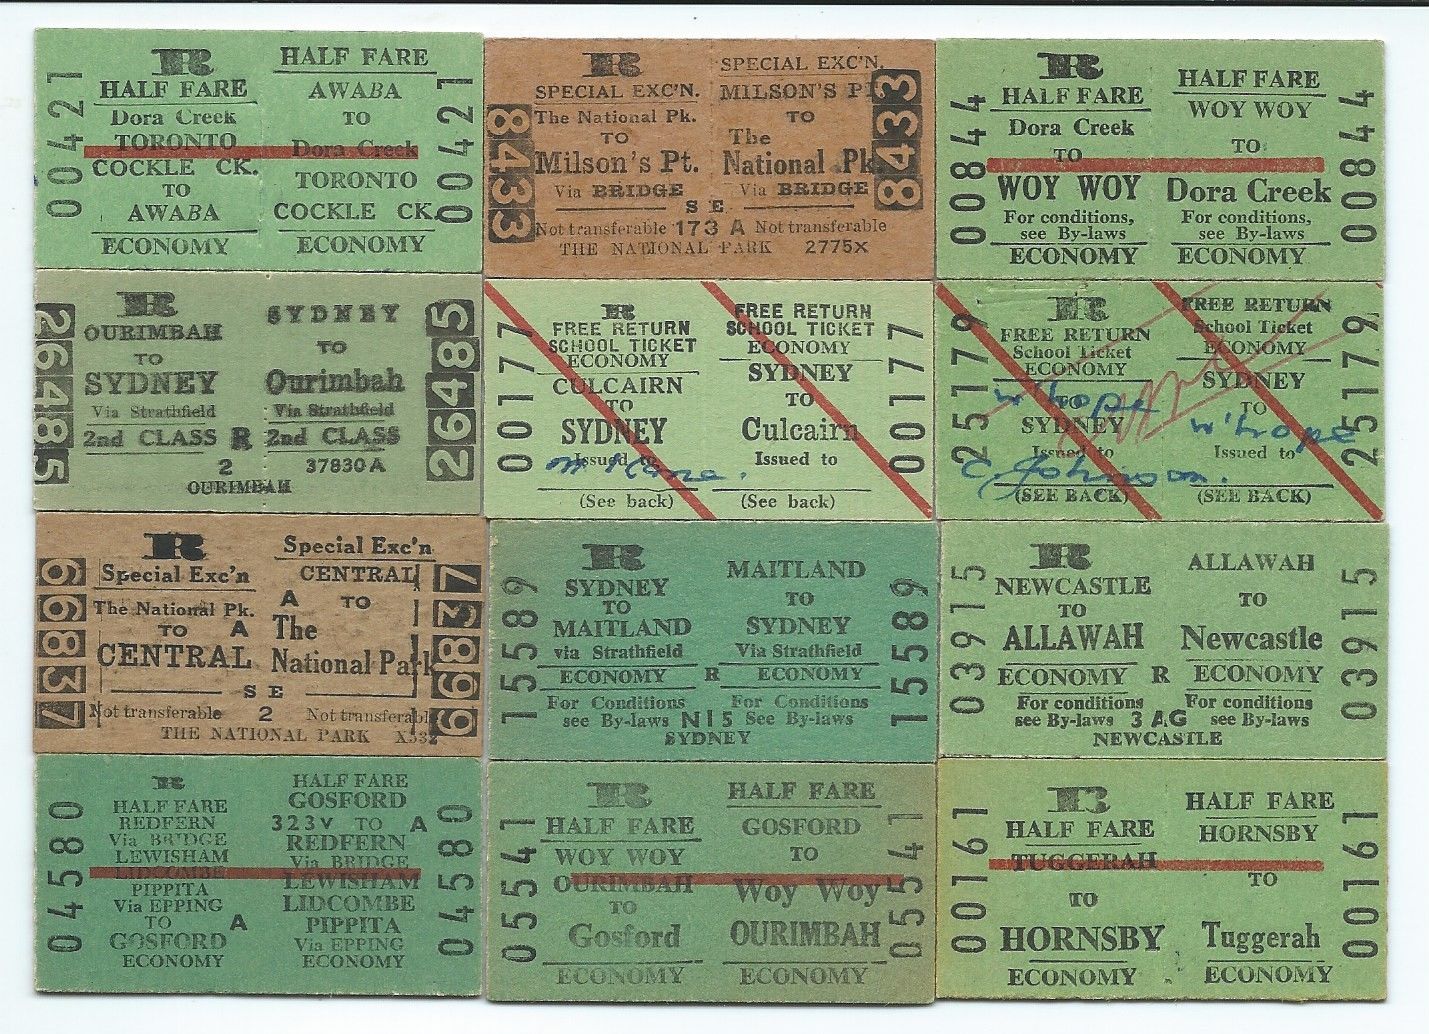 00421
R
HALF FARE
Dora Creek
TORONTO
COCKLE CK.
TO
AWABA
ECONOMY
HALF FARE
AWABA
TO
Dora Creek
TORONTO
COCKLE CK.
ECONOMY
00421
8433
R
SPECIAL EXC'N.
The National Pk.
TO
Milson's Pt.
Via BRIDGE
SPECIAL EXC'N.
MILSON'S PT
TO
The
National Pk.
Via BRIDGE
S E
Not transferable 173 A Not transferable
THE NATIONAL PARK 2775x
8433
00844
R
HALF FARE
Dora Creek
TO
WOY WOY
For conditions,
see By-laws
ECONOMY
HALF FARE
WOY WOY
TO
Dora Creek
For conditions,
see By-laws
ECONOMY
00844
26485
R
OURIMBAH
TO
SYDNEY
Via Strathfield
2nd CLASS R
2
SYDNEY
TO
Ourimbah
Via Strathfield
2nd CLASS
37830A
OURIMBAH
26485
00177
R
FREE RETURN
SCHOOL TICKET
ECONOMY
CULCAIRN
TO
SYDNEY
Issued to
(See back)
FREE RETURN
SCHOOL TICKET
ECONOMY
SYDNEY
TO
Culcairn
Issued to
(See back)
00177
25179
R
FREE RETURN
School Ticket
ECONOMY
w'hope
TO
SYDNEY
Issued to
C Johnson.
(SEE BACK)
FREE RETURN
School Ticket
ECONOMY
SYDNEY
TO
w'hope
Issued to
(SEE BACK)
25179
66837
R
Special Exc'n
The National Pk.
TO A
CENTRAL
Special Exc'n
CENTRAL
A TO
The
National Park
S E
Not transferable 2 Not transferabl
THE NATIONAL PARK
66837
15589
R
SYDNEY
TO
MAITLAND
via Strathfield
ECONOMY R
For Conditions
see By-laws N15
MAITLAND
TO
SYDNEY
Via Strathfield
ECONOMY
For Conditions
See By-laws
SYDNEY
15589
03915
R
NEWCASTLE
TO
ALLAWAH
ECONOMY R
For conditions
see By-laws 3 AG
ALLAWAH
TO
Newcastle
ECONOMY
For conditions
see By-laws
NEWCASTLE
03915
04580
R
HALF FARE
REDFERN
Via BRIDGE
LEWISHAM
LIDCOMBE
PIPPITA
Via EPPING
TO A
GOSFORD
ECONOMY
HALF FARE
GOSFORD
323V TO A
REDFERN
Via BRIDGE
LEWISHAM
LIDCOMBE
PIPPITA
Via EPPING
ECONOMY
04580
05541
R
HALF FARE
WOY WOY
OURIMBAH
TO
Gosford
ECONOMY
HALF FARE
GOSFORD
TO
Woy Woy
OURIMBAH
ECONOMY
05541
00161
R
HALF FARE
TUGGERAH
TO
HORNSBY
ECONOMY
HALF FARE
HORNSBY
TO
Tuggerah
ECONOMY
00161